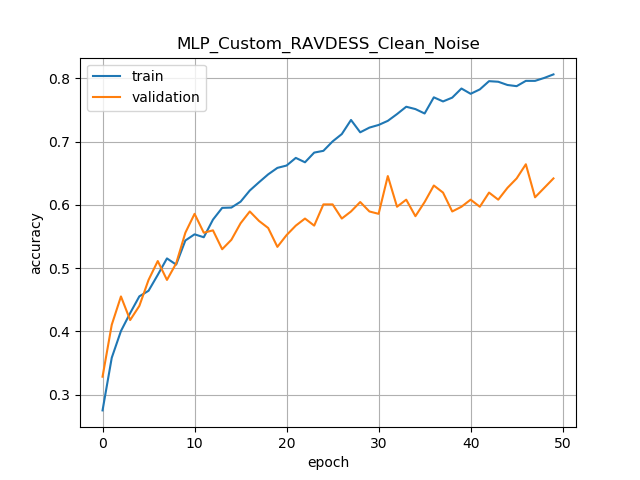 MLP_Custom_RAVDESS_Clean_Noise
train
validation
0.8
0.7
0.6
0.5
0.4
0.3
accuracy
0 10 20 30 40 50
epoch